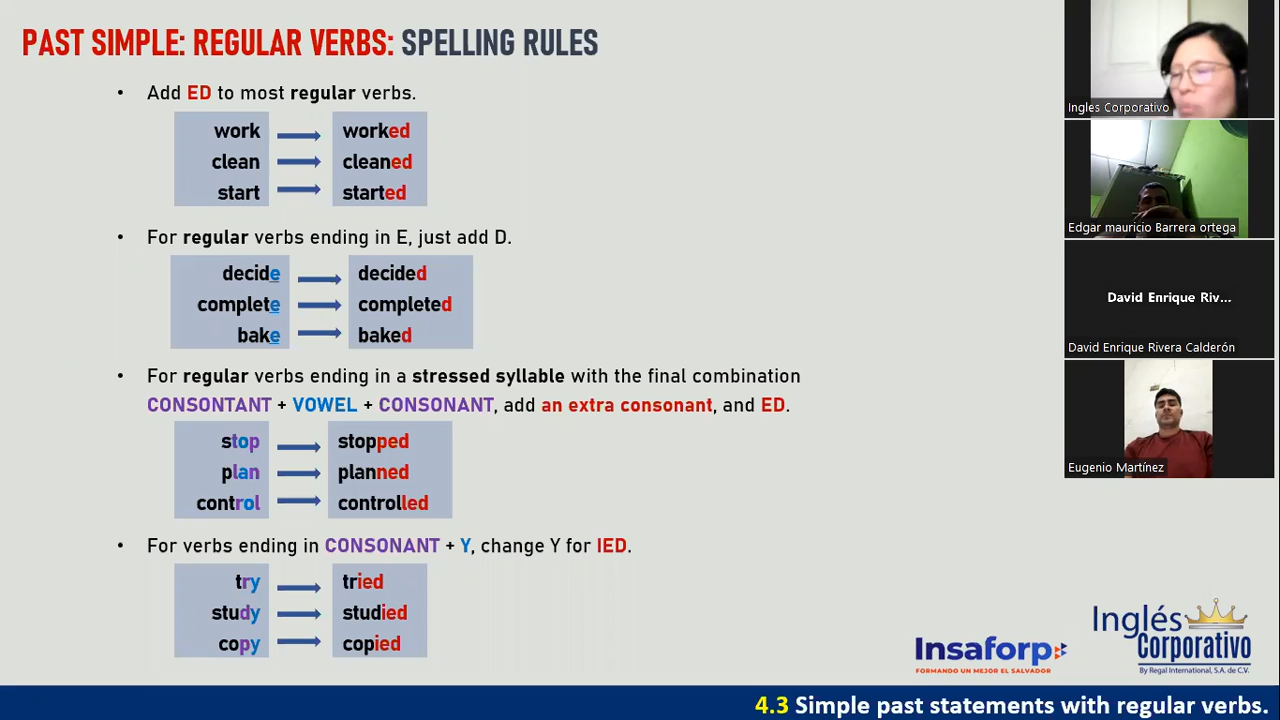 PAST SIMPLE: REGULAR VERBS: SPELLING RULES
• Add ED to most regular verbs.
work worked
clean cleaned
start started
• For regular verbs ending in E, just add D.
decide decided
complete completed
bake baked
• For regular verbs ending in a stressed syllable with the final combination
CONSONTANT + VOWEL + CONSONANT, add an extra consonant, and ED.
stop stopped
plan planned
control controlled
• For verbs ending in CONSONANT + Y, change Y for IED.
try tried
study studied
copy copied
Ingles Corporativo
Edgar mauricio Barrera ortega
David Enrique Riv...
David Enrique Rivera Calderón
Eugenio Martínez
Insaforp
FORMANDO UN MEJOR EL SALVADOR
Inglés
Corporativo
By Regal International, S.A. de C.V.
4.3 Simple past statements with regular verbs.